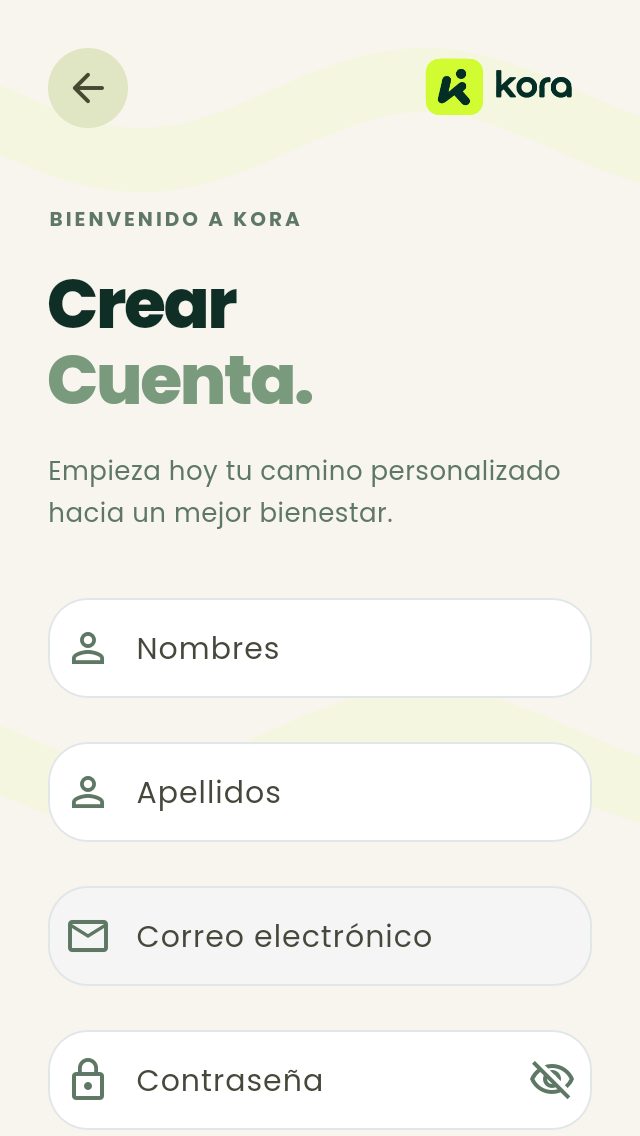 kora
BIENVENIDO A KORA
Crear
Cuenta.
Empieza hoy tu camino personalizado
hacia un mejor bienestar.
Nombres
Apellidos
Correo electrónico
Contraseña